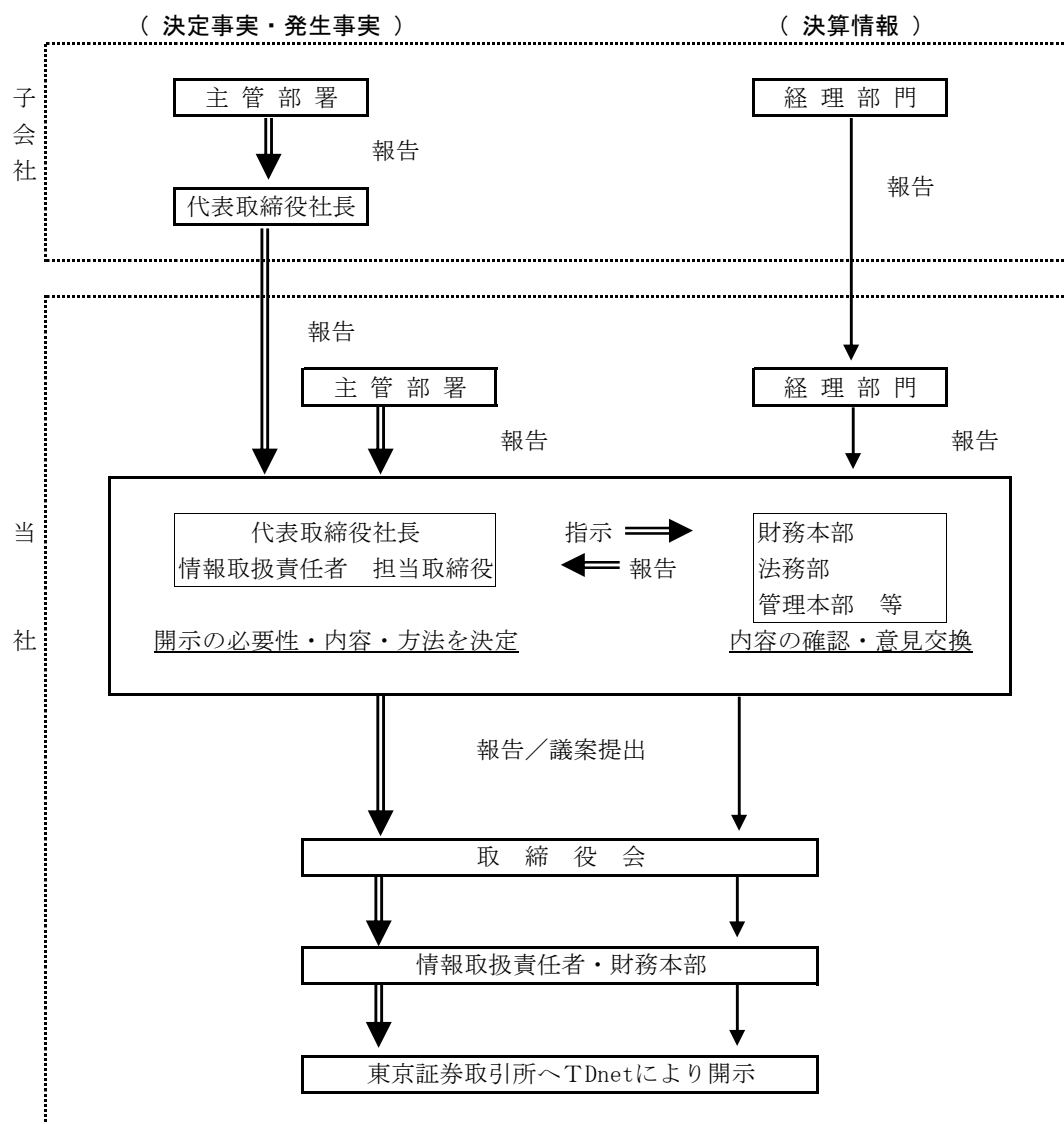 （ 決定事実・発生事実 ）
（ 決算情報 ）
子会社
主 管 部 署
経 理 部 門
報告
報告
代表取締役社長
報告
主 管 部 署
経 理 部 門
報告
報告
当社
代表取締役社長
情報取扱責任者　担当取締役
指示
報告
財務本部
法務部
管理本部　等
開示の必要性・内容・方法を決定
内容の確認・意見交換
報告／議案提出
取　締　役　会
情報取扱責任者・財務本部
東京証券取引所へＴDnetにより開示